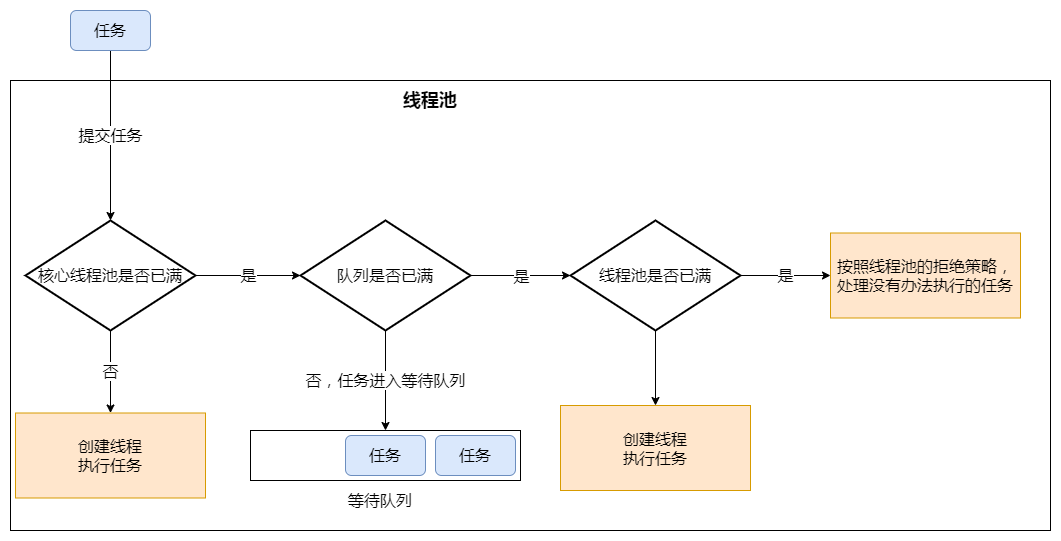 任务
线程池
提交任务
核心线程池是否已满
是
队列是否已满
是
线程池是否已满
是
按照线程池的拒绝策略，
处理没有办法执行的任务
否
否，任务进入等待队列
创建线程
执行任务
任务
任务
等待队列
创建线程
执行任务